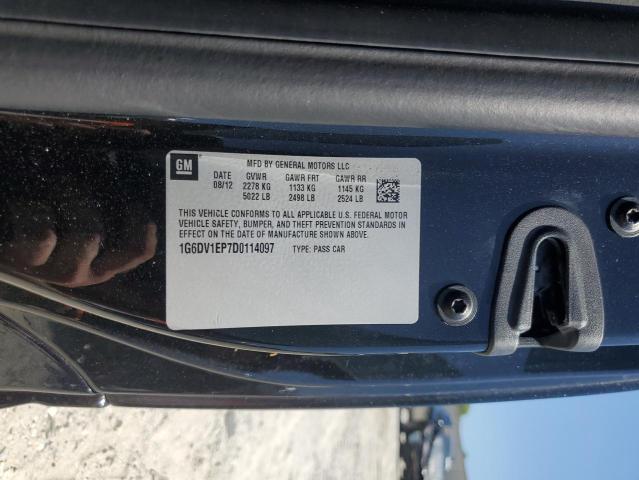 GM
MFD BY GENERAL MOTORS LLC
DATE GVWR GAWR FRT GAWR RR
08/12 2278 KG 1133 KG 1145 KG
5022 LB 2498 LB 2524 LB
THIS VEHICLE CONFORMS TO ALL APPLICABLE U.S. FEDERAL MOTOR
VEHICLE SAFETY, BUMPER, AND THEFT PREVENTION STANDARDS IN
EFFECT ON THE DATE OF MANUFACTURE SHOWN ABOVE.
1G6DV1EP7D0114097 TYPE: PASS CAR